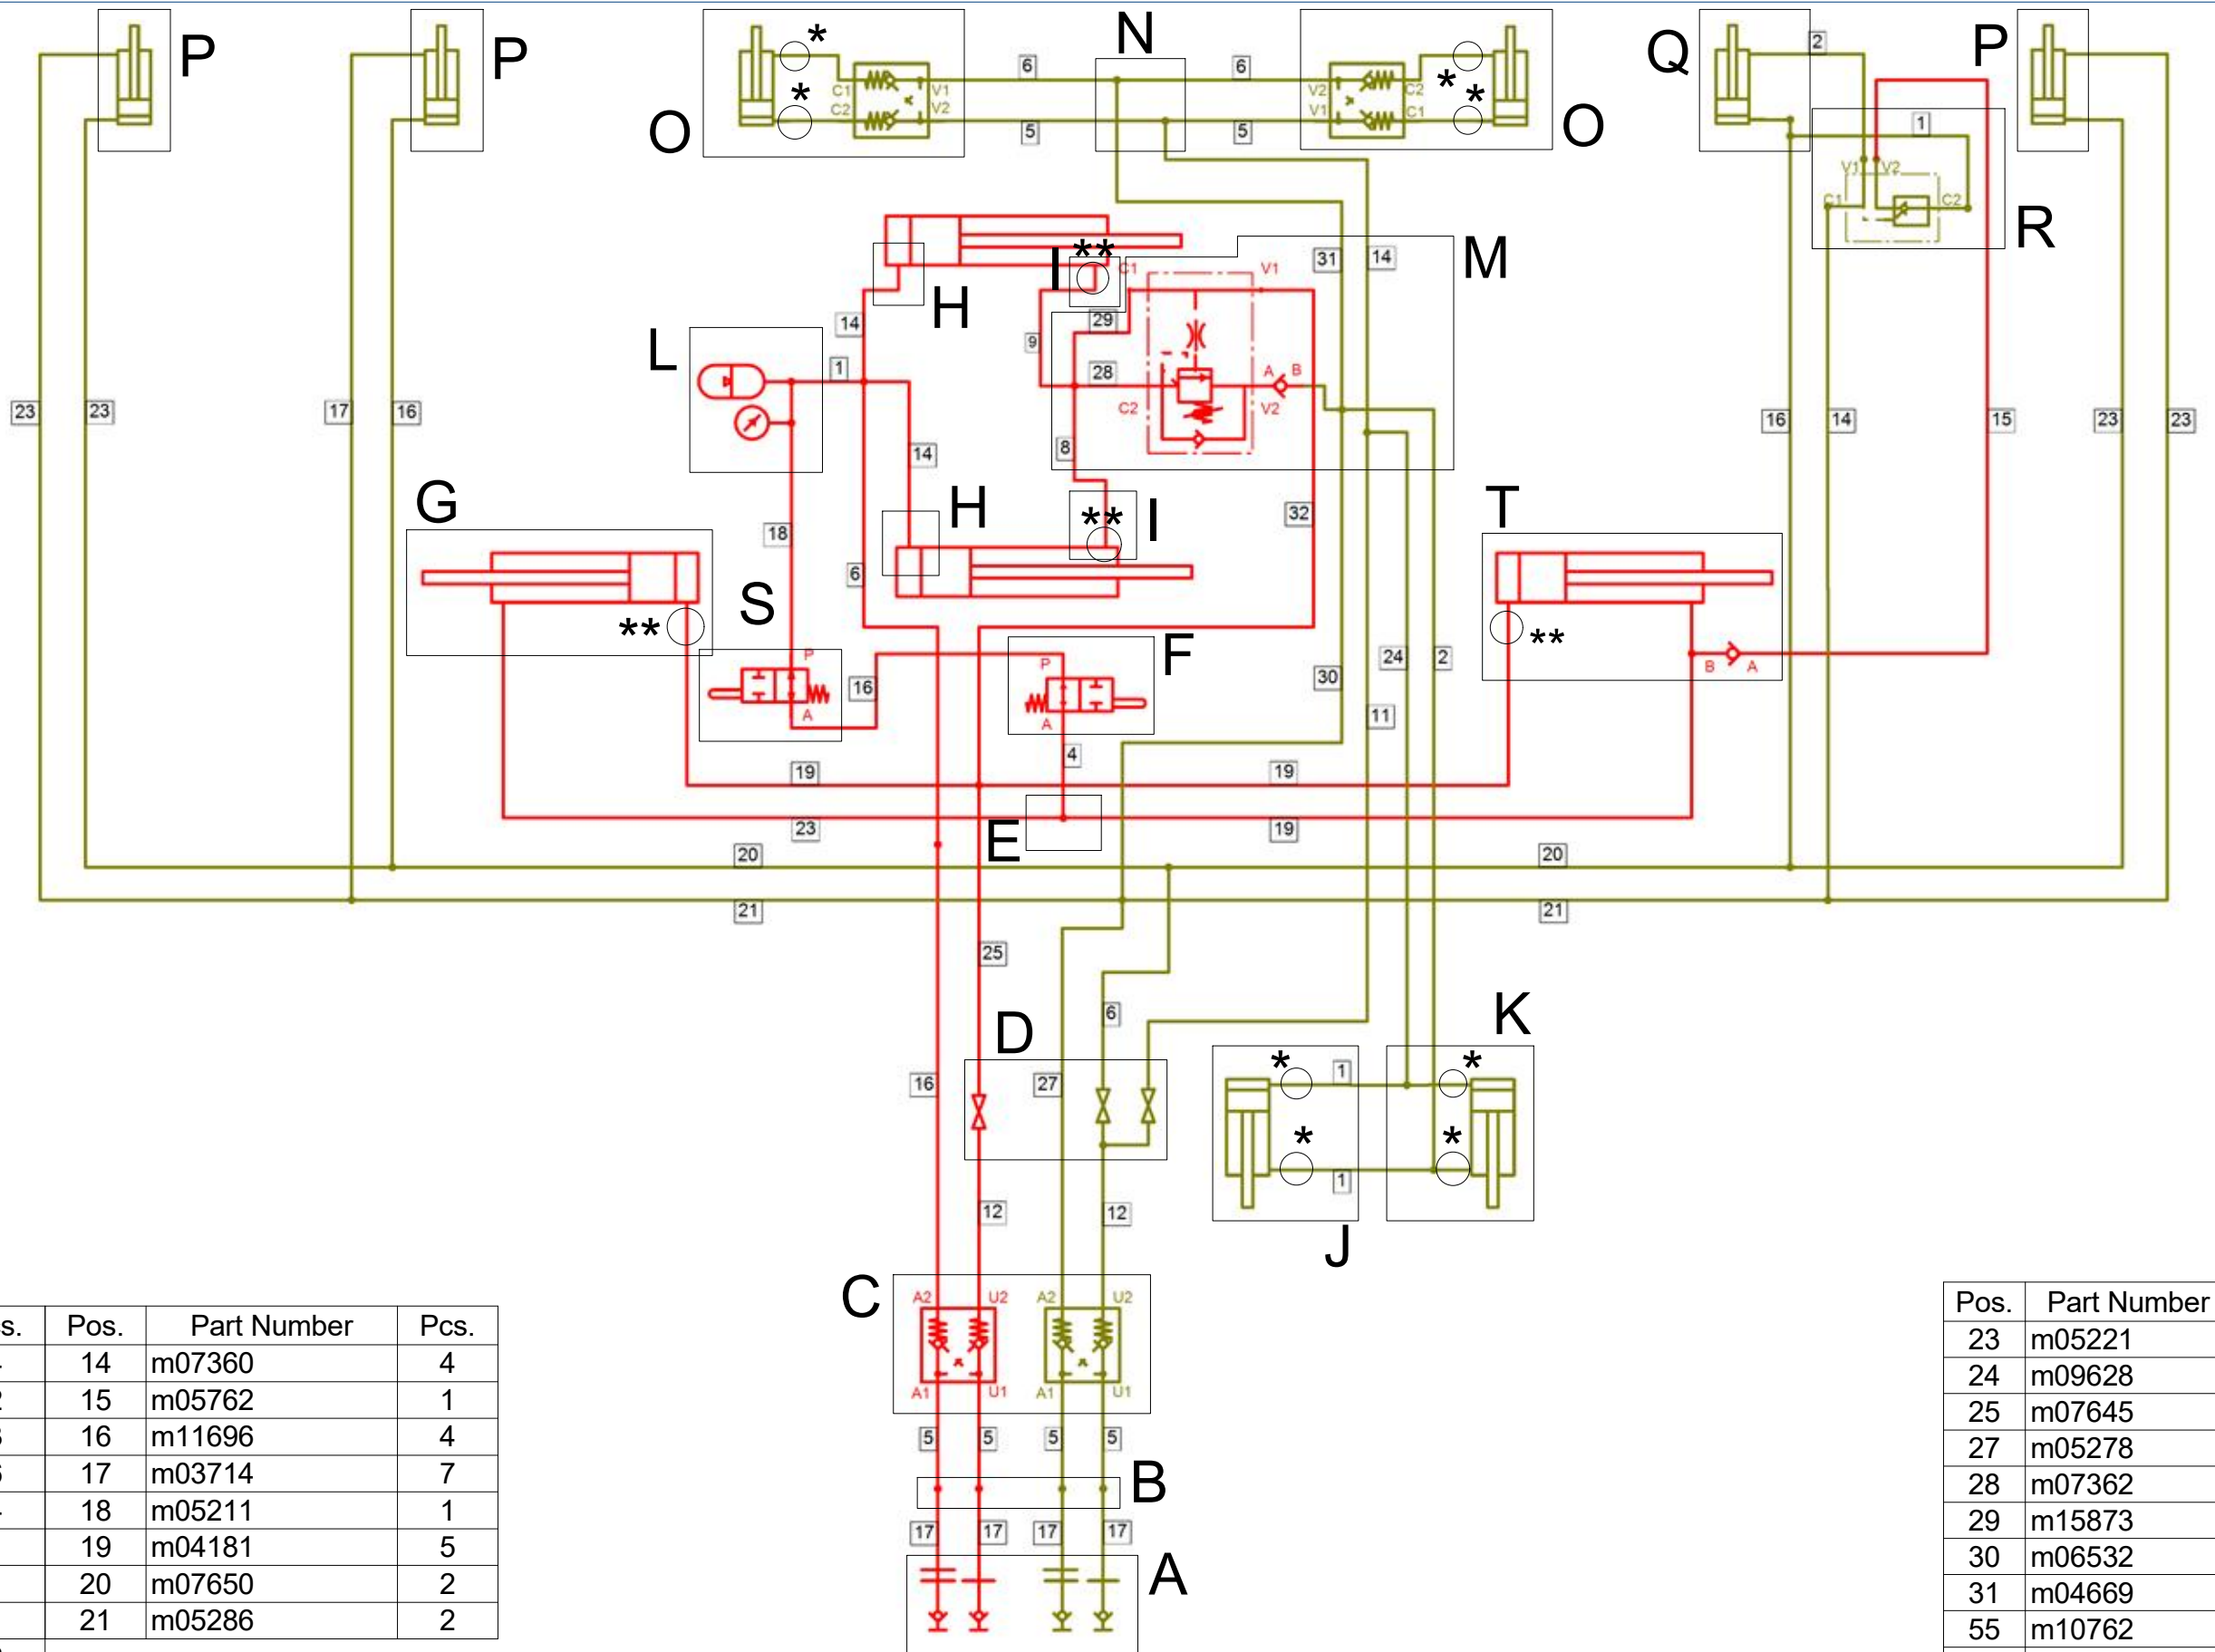 P
P
O
*
*
C1
C2
V1
V2
6
5
N
6
5
V2
V1
C2
C1
*
*
O
Q
2
P
1
V1
V2
C1
C2
R
H
I
**
C1
V1
31
14
M
L
14
1
9
29
28
A
B
C2
V2
8
14
23
23
17
16
16
14
15
23
23
G
**
18
S
6
H
**
I
32
T
**
B
A
P
A
16
F
P
A
4
30
24
2
11
19
19
E
23
19
20
20
21
21
25
6
D
16
27
K
*
1
*
*
1
*
J
12
12
C
A2
U2
A2
U2
A1
U1
A1
U1
5
5
5
5
B
17
17
17
17
A
s. Pos. Part Number Pcs.
14 m07360 4
15 m05762 1
16 m11696 4
17 m03714 7
18 m05211 1
19 m04181 5
20 m07650 2
21 m05286 2
Pos. Part Number
23 m05221
24 m09628
25 m07645
27 m05278
28 m07362
29 m15873
30 m06532
31 m04669
55 m10762